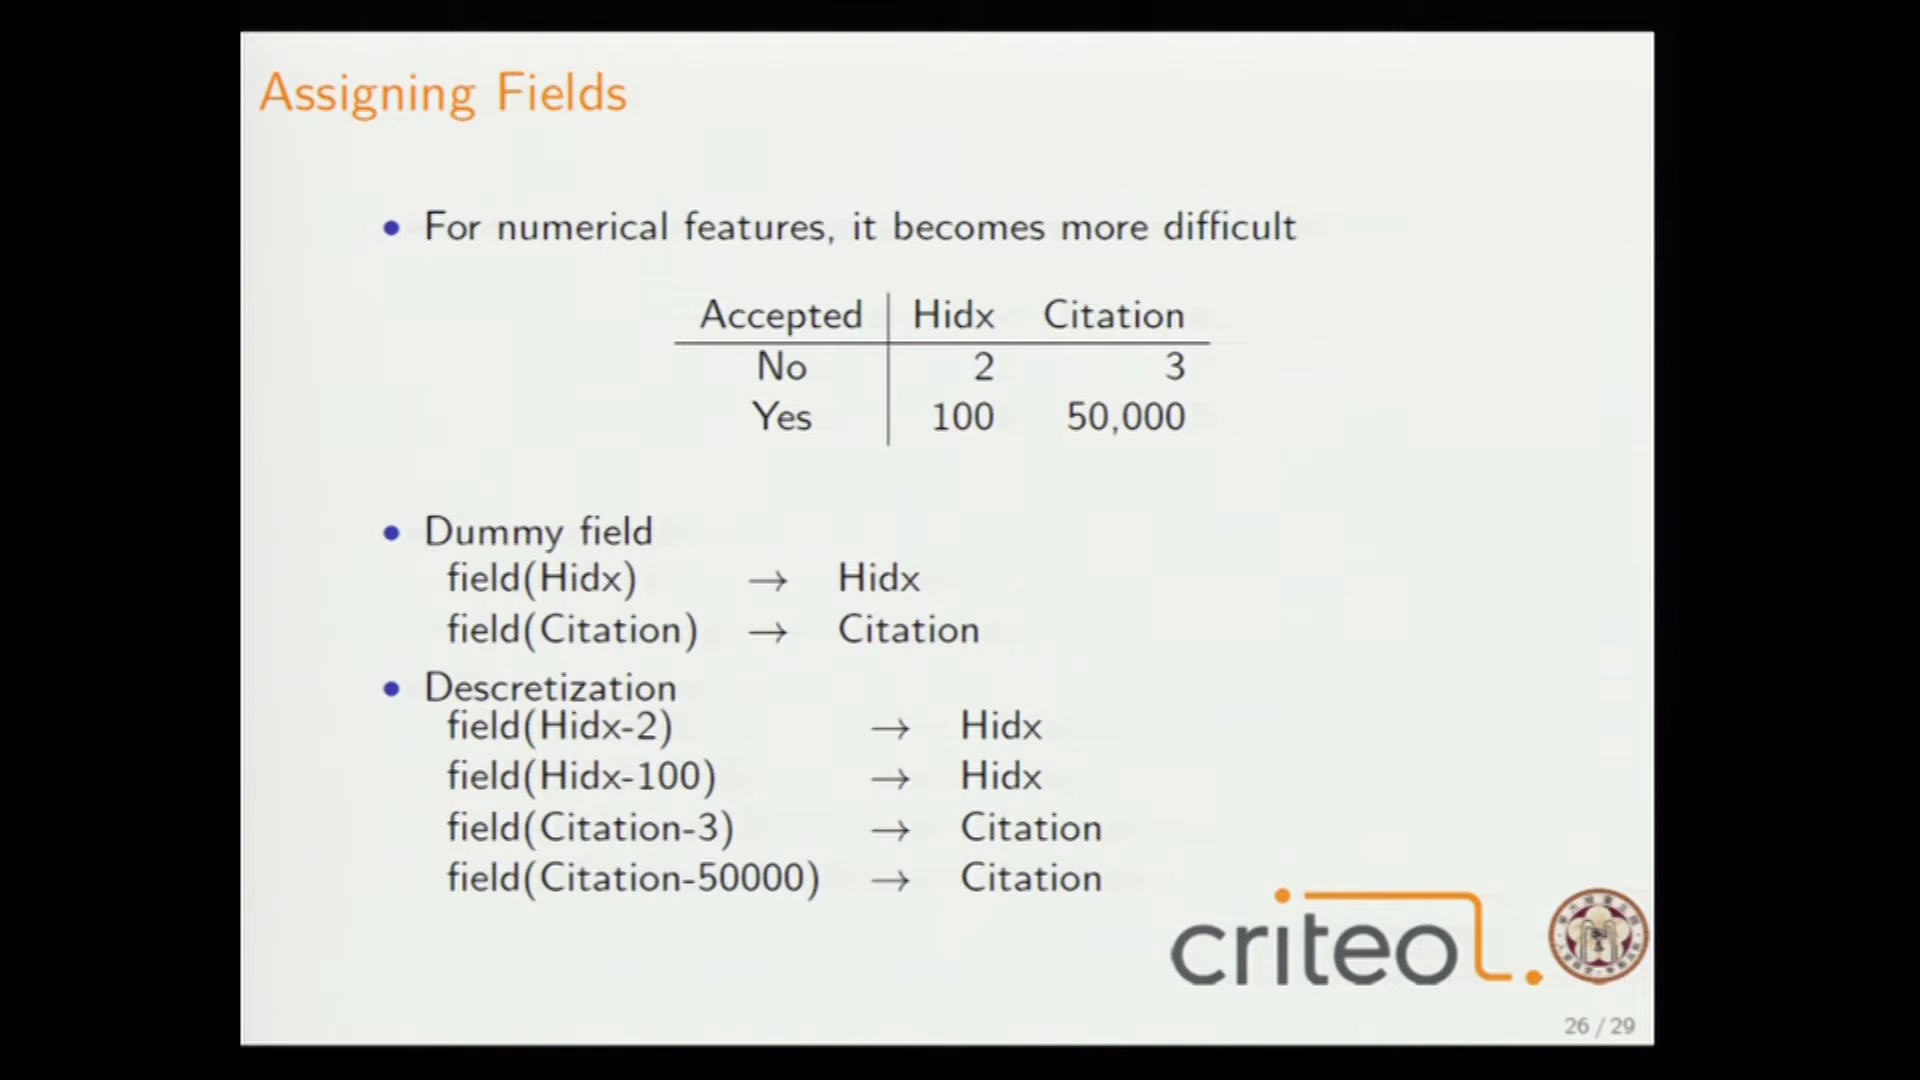 Assigning Fields
• For numerical features, it becomes more difficult
Accepted Hidx Citation
No 2 3
Yes 100 50,000
• Dummy field
field(Hidx) → Hidx
field(Citation) → Citation
• Descretization
field(Hidx-2) → Hidx
field(Hidx-100) → Hidx
field(Citation-3) → Citation
field(Citation-50000) → Citation
criteo
26 / 29